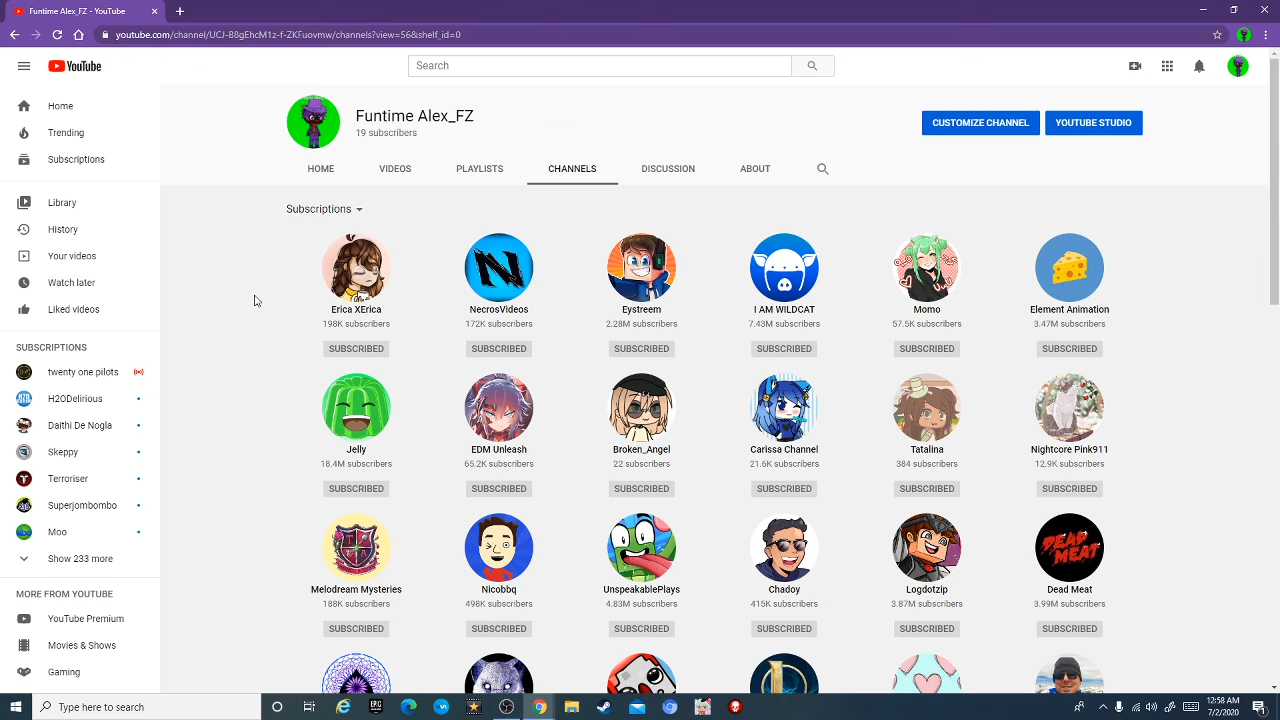 Funtime Alex_FZ - YouTube
youtube.com/channel/UCJ-B8gEhcM1z-f-ZKFuovmw/channels?view=56&shelf_id=0
YouTube
Search
Home
Trending
Subscriptions
Library
History
Your videos
Watch later
Liked videos
SUBSCRIPTIONS
twenty one pilots
H2ODelirious
Daithi De Nogla
Skeppy
Terroriser
Superjombombo
Moo
Show 233 more
MORE FROM YOUTUBE
YouTube Premium
Movies & Shows
Gaming
Funtime Alex_FZ
19 subscribers
CUSTOMIZE CHANNEL YOUTUBE STUDIO
HOME VIDEOS PLAYLISTS CHANNELS DISCUSSION ABOUT
Subscriptions
N
Erica XErica NecrosVideos Eystreem I AM WILDCAT Momo Element Animation
198K subscribers 172K subscribers 2.28M subscribers 7.43M subscribers 57.5K subscribers 3.47M subscribers
SUBSCRIBED SUBSCRIBED SUBSCRIBED SUBSCRIBED SUBSCRIBED SUBSCRIBED
Jelly EDM Unleash Broken_Angel Carissa Channel Tatalina Nightcore Pink911
18.4M subscribers 65.2K subscribers 22 subscribers 21.6K subscribers 384 subscribers 12.9K subscribers
SUBSCRIBED SUBSCRIBED SUBSCRIBED SUBSCRIBED SUBSCRIBED SUBSCRIBED
DEAD MEAT
Melodream Mysteries Nicobbq UnspeakablePlays Chadoy Logdotzip Dead Meat
188K subscribers 498K subscribers 4.83M subscribers 415K subscribers 3.87M subscribers 3.99M subscribers
SUBSCRIBED SUBSCRIBED SUBSCRIBED SUBSCRIBED SUBSCRIBED SUBSCRIBED
Type here to search
EPIC
12:58 AM
7/2/2020